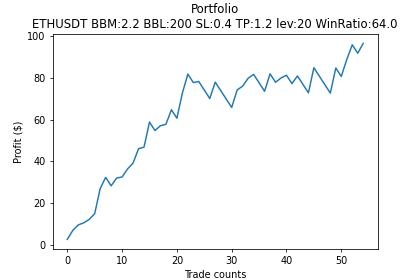 Portfolio
ETHUSDT BBM:2.2 BBL:200 SL:0.4 TP:1.2 lev:20 WinRatio:64.0
100
80
60
40
20
0
Profit ($)
0 10 20 30 40 50
Trade counts